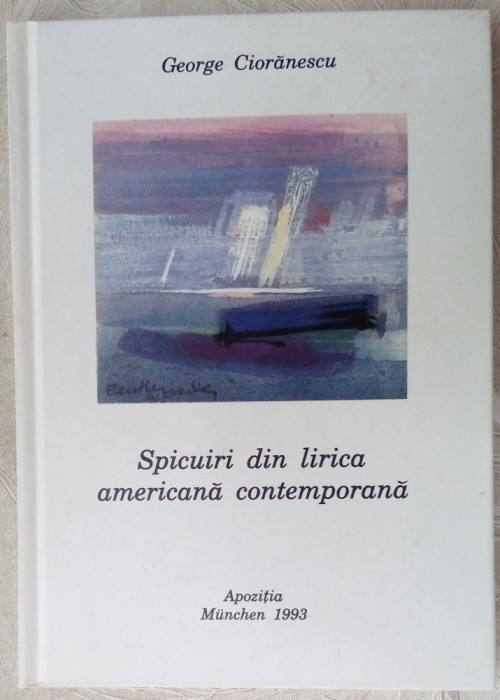 George Ciorănescu
Spicuiri din lirica
americană contemporană
Apoziția
München 1993